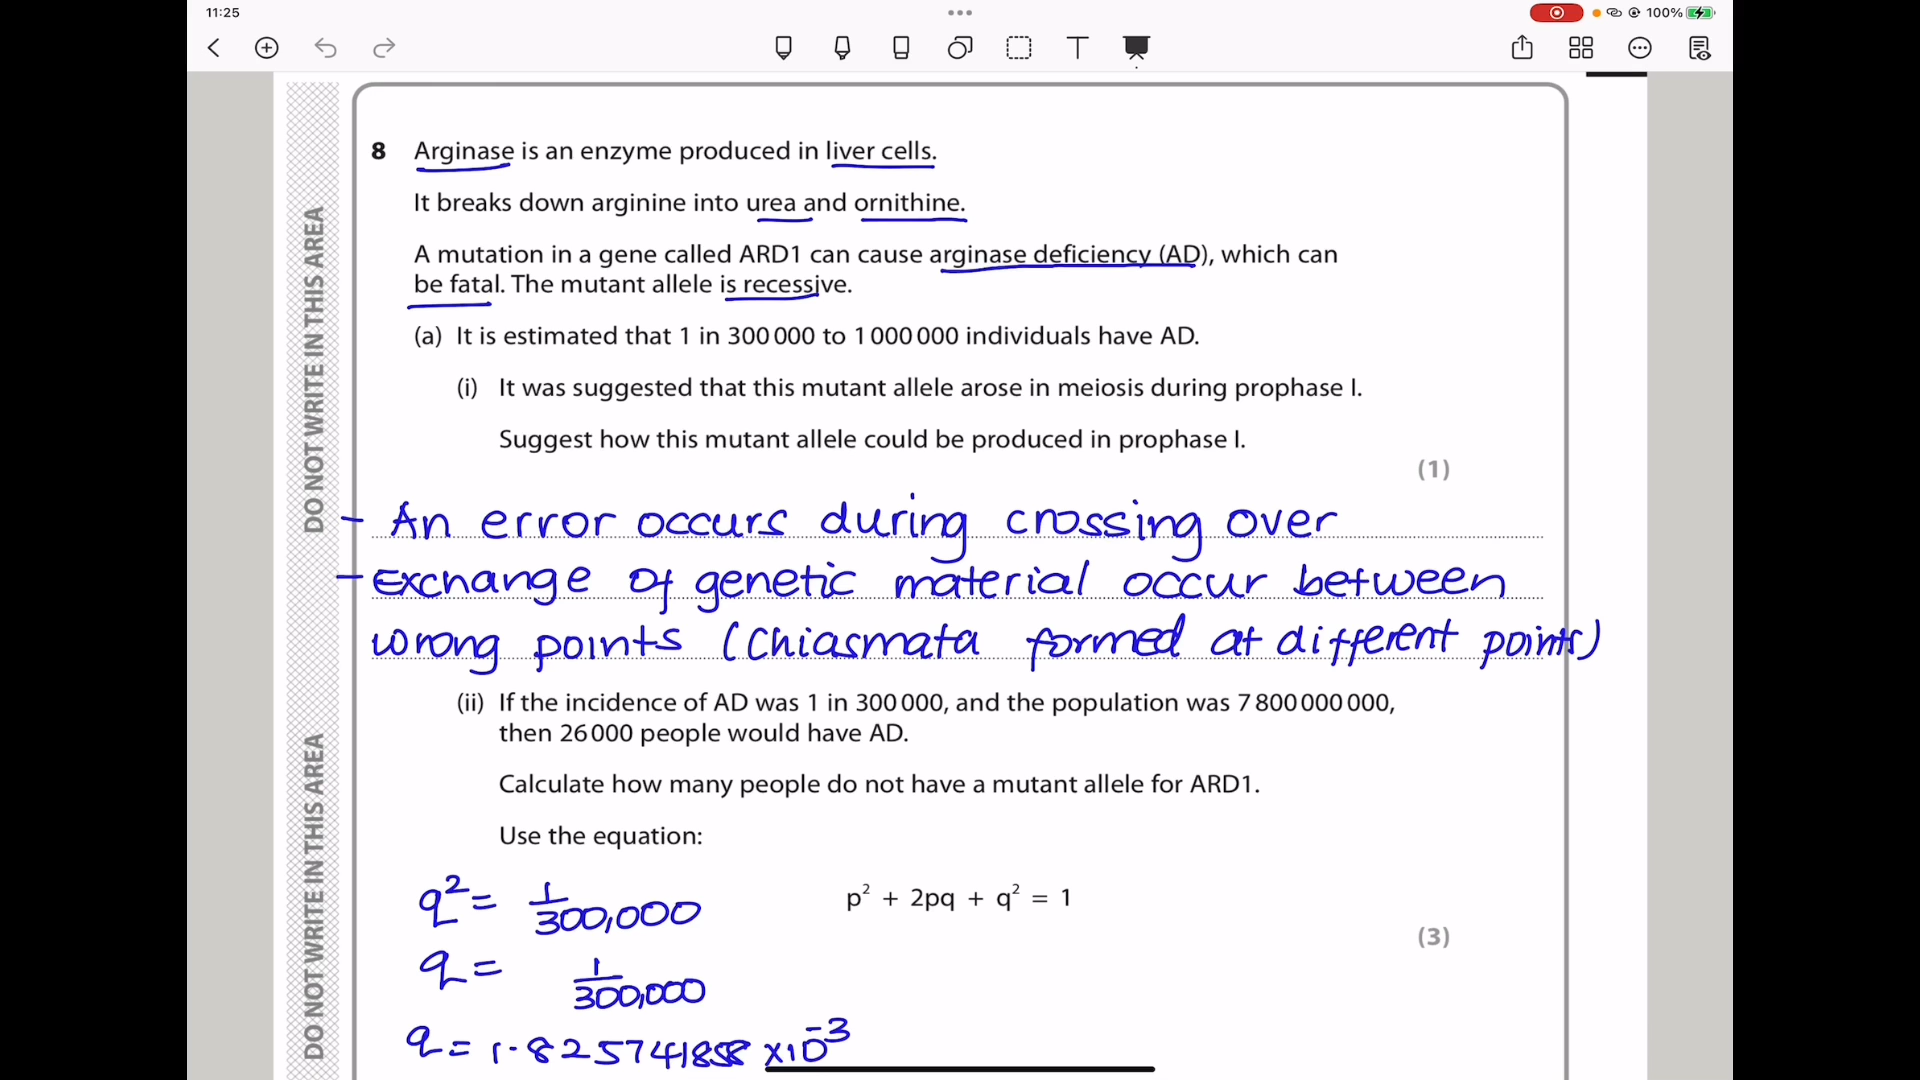 11:25
100%
8 Arginase is an enzyme produced in liver cells.
It breaks down arginine into urea and ornithine.
A mutation in a gene called ARD1 can cause arginase deficiency (AD), which can
be fatal. The mutant allele is recessive.
(a) It is estimated that 1 in 300 000 to 1 000 000 individuals have AD.
(i) It was suggested that this mutant allele arose in meiosis during prophase I.
Suggest how this mutant allele could be produced in prophase I.
(1)
- An error occurs during crossing over
- Exchange of genetic material occur between
wrong points (chiasmata formed at different points)
(ii) If the incidence of AD was 1 in 300 000, and the population was 7 800 000 000,
then 26 000 people would have AD.
Calculate how many people do not have a mutant allele for ARD1.
Use the equation:
p² + 2pq + q² = 1
(3)
q² = 1/300,000
q = 1/300,000
q = 1.825741858 ×10⁻³
DO NOT WRITE IN THIS AREA
DO NOT WRITE IN THIS AREA